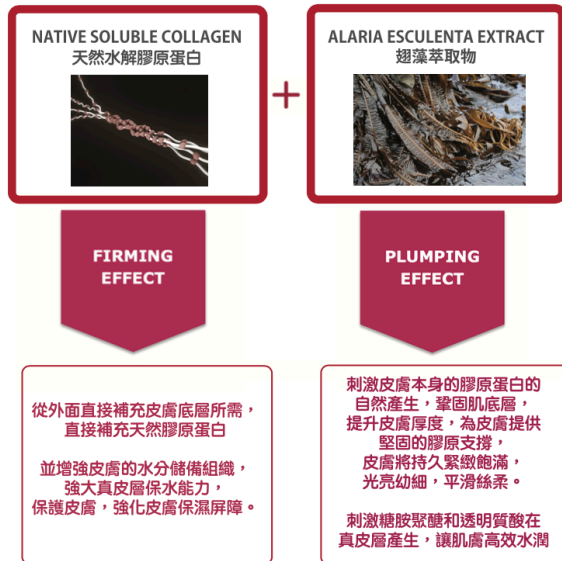 NATIVE SOLUBLE COLLAGEN
天然水解膠原蛋白
+
ALARIA ESCULENTA EXTRACT
翅藻萃取物
FIRMING
EFFECT
PLUMPING
EFFECT
從外面直接補充皮膚底層所需，
直接補充天然膠原蛋白
並增強皮膚的水分儲備組織，
強大真皮層保水能力，
保護皮膚，強化皮膚保濕屏障。
刺激皮膚本身的膠原蛋白的
自然產生，鞏固肌底層，
提升皮膚厚度，為皮膚提供
堅固的膠原支撐，
皮膚將持久緊緻飽滿，
光亮幼細，平滑絲柔。
刺激糖胺聚醣和透明質酸在
真皮層產生，讓肌膚高效水潤